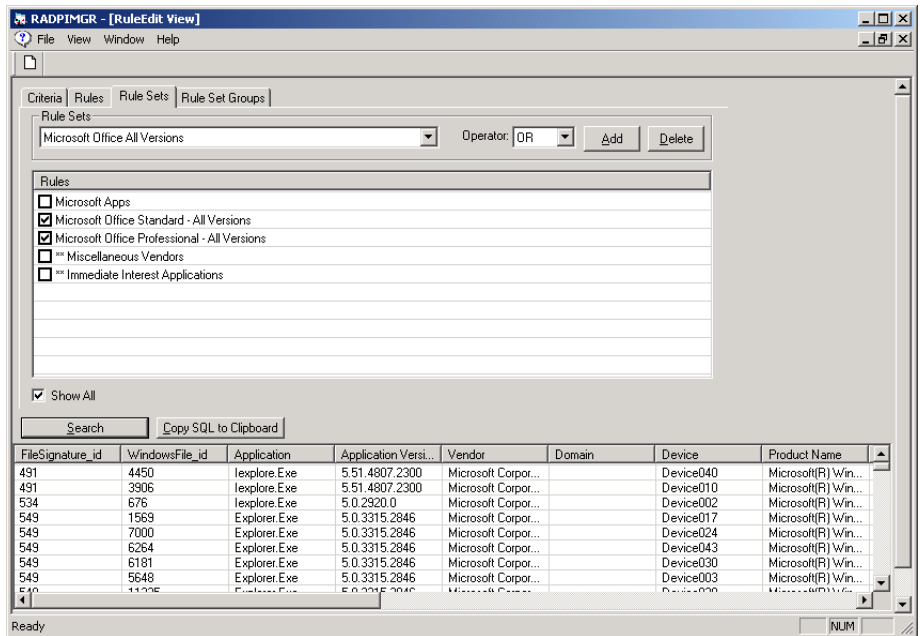 RADPIMGR - [RuleEdit View]
File View Window Help
Criteria Rules Rule Sets Rule Set Groups
Rule Sets
Microsoft Office All Versions Operator: OR Add Delete
Rules
Microsoft Apps
Microsoft Office Standard - All Versions
Microsoft Office Professional - All Versions
** Miscellaneous Vendors
** Immediate Interest Applications
Show All
Search Copy SQL to Clipboard
FileSignature_id WindowsFile_id Application Application Versi... Vendor Domain Device Product Name
491 4450 Iexplore.Exe 5.51.4807.2300 Microsoft Corpor... Device040 Microsoft(R) Win...
491 3906 Iexplore.Exe 5.51.4807.2300 Microsoft Corpor... Device010 Microsoft(R) Win...
534 676 Iexplore.Exe 5.0.2920.0 Microsoft Corpor... Device002 Microsoft(R) Win...
549 1569 Explorer.Exe 5.0.3315.2846 Microsoft Corpor... Device017 Microsoft(R) Win...
549 7000 Explorer.Exe 5.0.3315.2846 Microsoft Corpor... Device024 Microsoft(R) Win...
549 6264 Explorer.Exe 5.0.3315.2846 Microsoft Corpor... Device043 Microsoft(R) Win...
549 6181 Explorer.Exe 5.0.3315.2846 Microsoft Corpor... Device030 Microsoft(R) Win...
549 5648 Explorer.Exe 5.0.3315.2846 Microsoft Corpor... Device003 Microsoft(R) Win...
Ready NUM